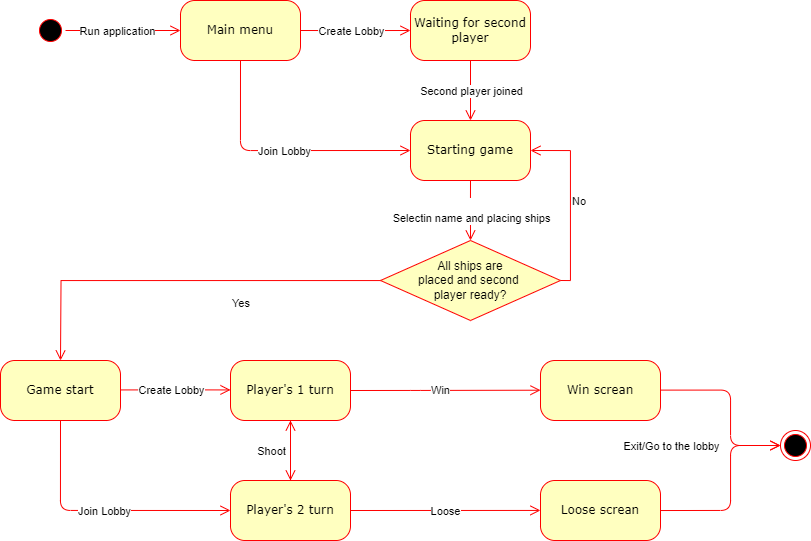 Run application
Main menu
Create Lobby
Waiting for second
player
Second player joined
Join Lobby
Starting game
No
Selectin name and placing ships
All ships are
placed and second
player ready?
Yes
Game start
Create Lobby
Player's 1 turn
Win
Win screan
Shoot
Exit/Go to the lobby
Join Lobby
Player's 2 turn
Loose
Loose screan